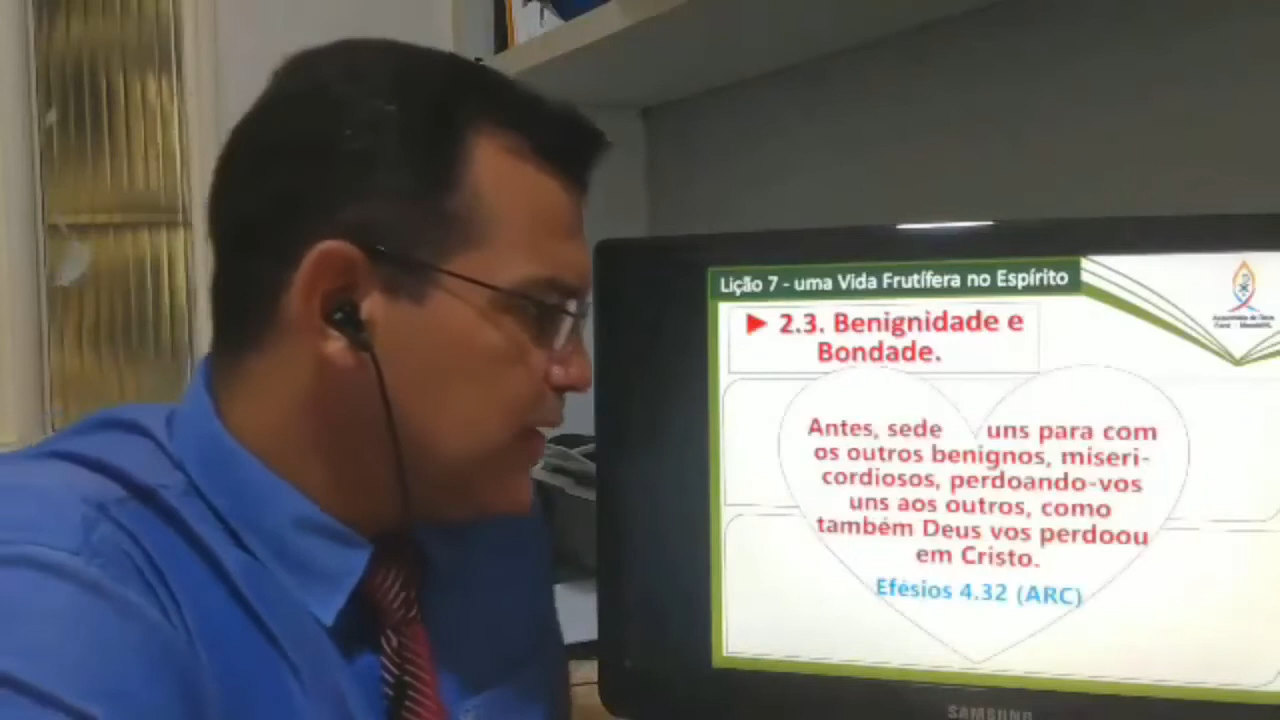 Lição 7 - uma Vida Frutífera no Espírito
2.3. Benignidade e
Bondade.
Antes, sede uns para com
os outros benignos, miseri-
cordiosos, perdoando-vos
uns aos outros, como
também Deus vos perdoou
em Cristo.
Efésios 4.32 (ARC)
SAMSUNG